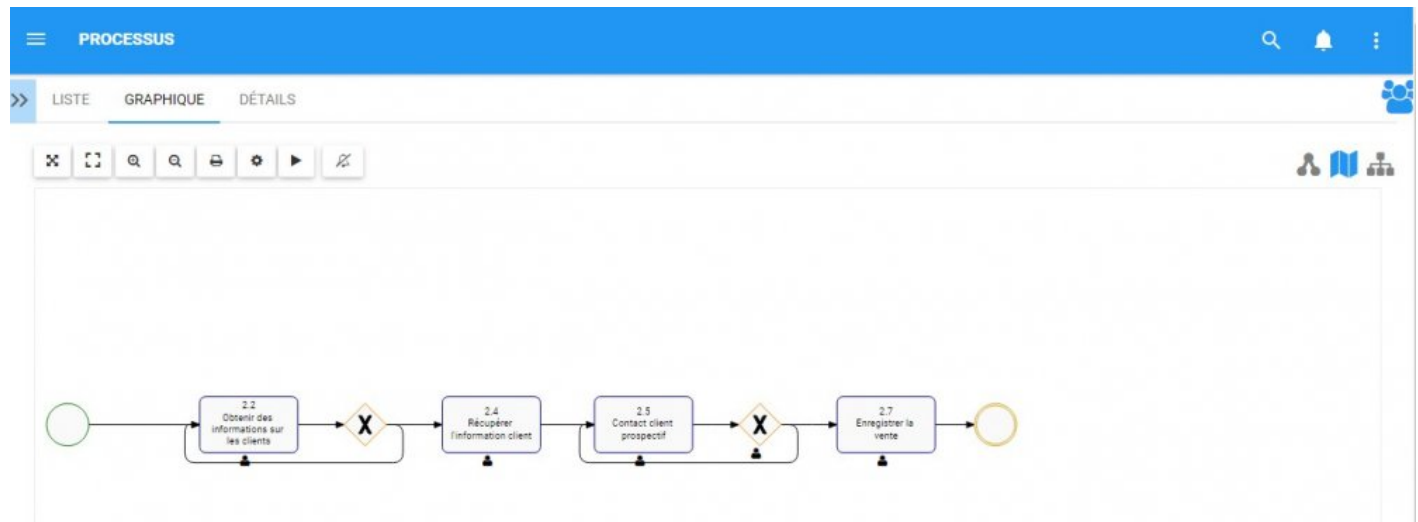 PROCESSUS
LISTE GRAPHIQUE DÉTAILS
2.2
Obtenir des
informations sur
les clients
X
2.4
Récupérer
l'information client
2.5
Contact client
prospectif
X
2.7
Enregistrer la
vente